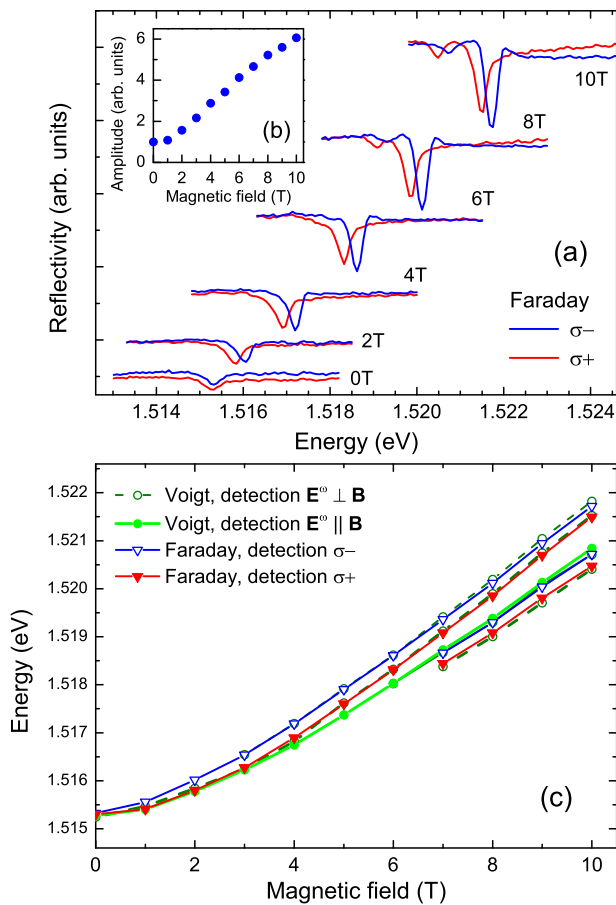 (a)
Reflectivity (arb. units)
Energy (eV)
1.514 1.516 1.518 1.520 1.522 1.524
10T
8T
6T
4T
2T
0T
Faraday
σ−
σ+
(b)
Amplitude (arb. units)
Magnetic field (T)
6
4
2
0
0 2 4 6 8 10
(c)
Voigt, detection E^ω ⊥ B
Voigt, detection E^ω || B
Faraday, detection σ−
Faraday, detection σ+
Energy (eV)
1.522
1.521
1.520
1.519
1.518
1.517
1.516
1.515
0 2 4 6 8 10
Magnetic field (T)